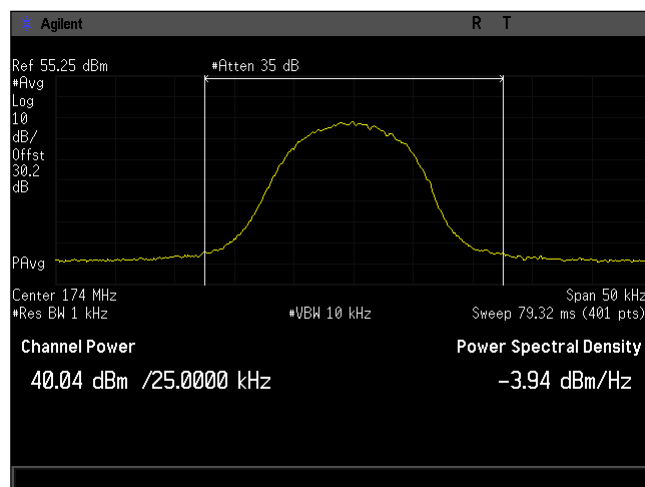 Agilent R T
Ref 55.25 dBm #Atten 35 dB
#Avg
Log
10
dB/
Offst
30.2
dB
PAvg
Center 174 MHz Span 50 kHz
#Res BW 1 kHz #VBW 10 kHz Sweep 79.32 ms (401 pts)
Channel Power Power Spectral Density
40.04 dBm /25.0000 kHz -3.94 dBm/Hz